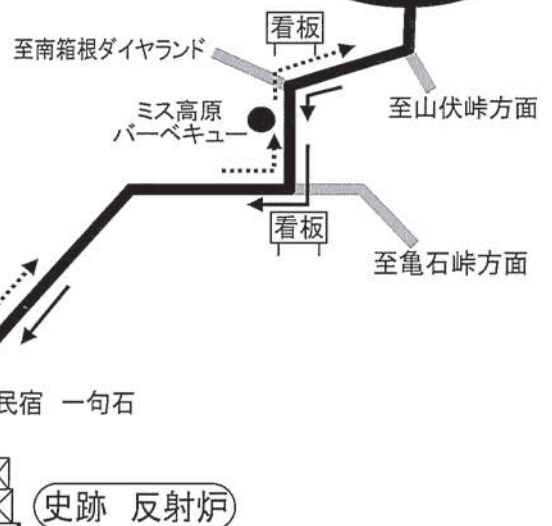 看板
至南箱根ダイヤランド
至山伏峠方面
ミス高原
バーベキュー
看板
至亀石峠方面
民宿 一句石
史跡 反射炉